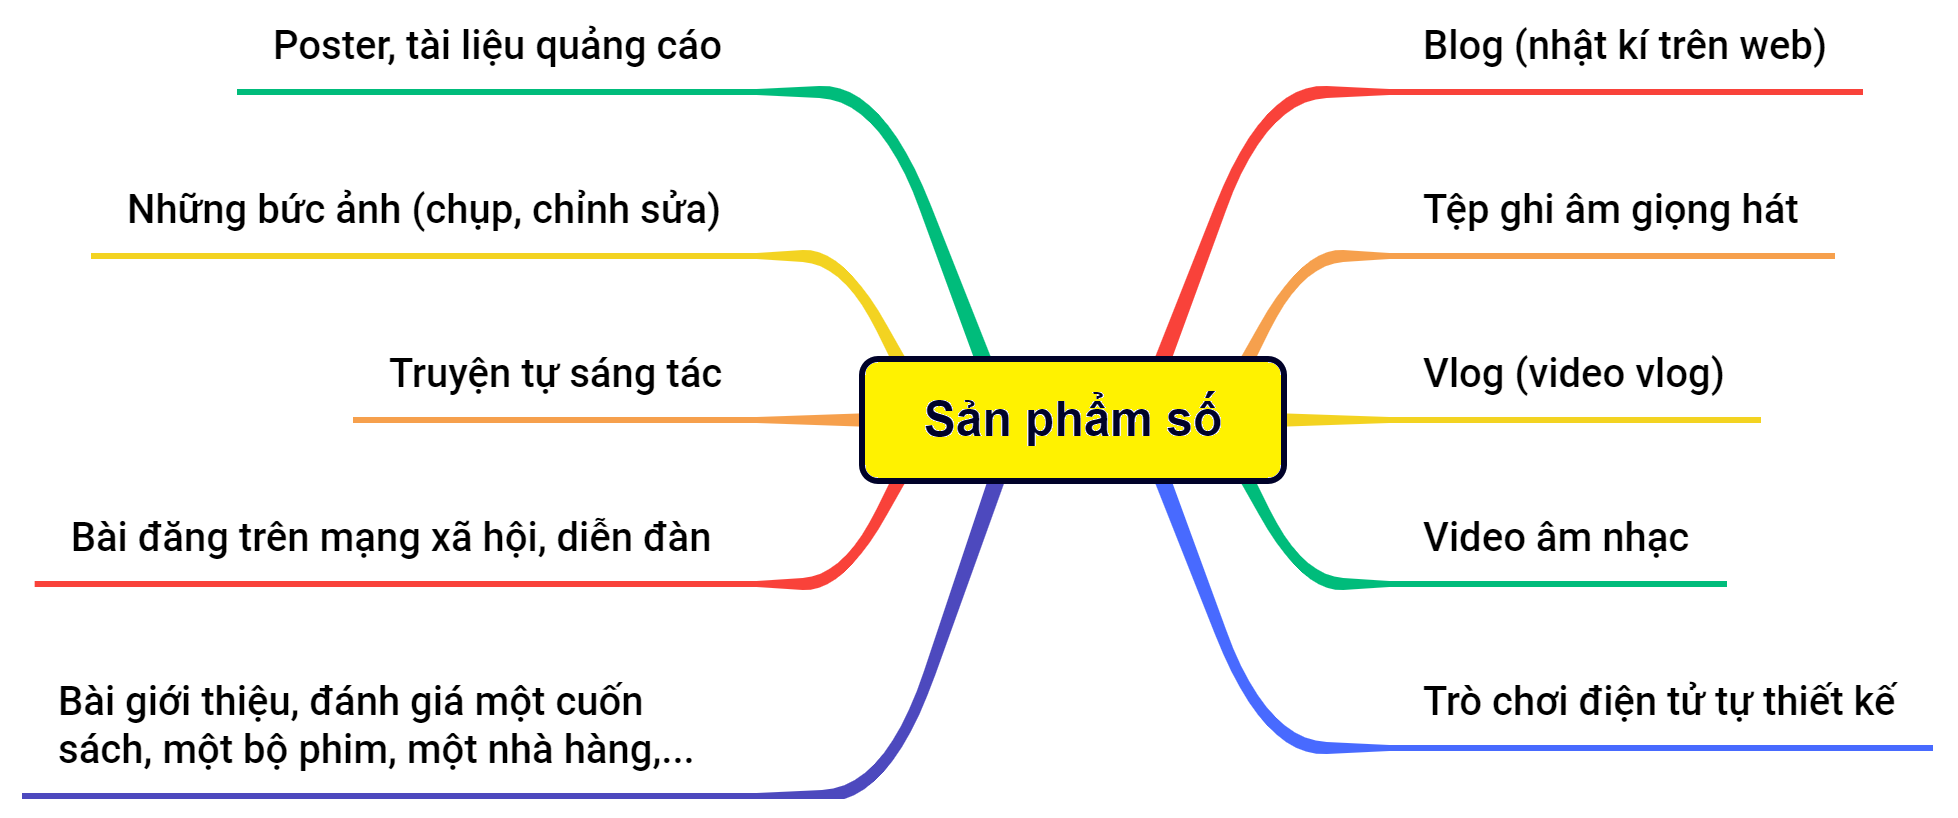 Poster, tài liệu quảng cáo
Những bức ảnh (chụp, chỉnh sửa)
Truyện tự sáng tác
Bài đăng trên mạng xã hội, diễn đàn
Bài giới thiệu, đánh giá một cuốn
sách, một bộ phim, một nhà hàng,...
Sản phẩm số
Blog (nhật kí trên web)
Tệp ghi âm giọng hát
Vlog (video vlog)
Video âm nhạc
Trò chơi điện tử tự thiết kế